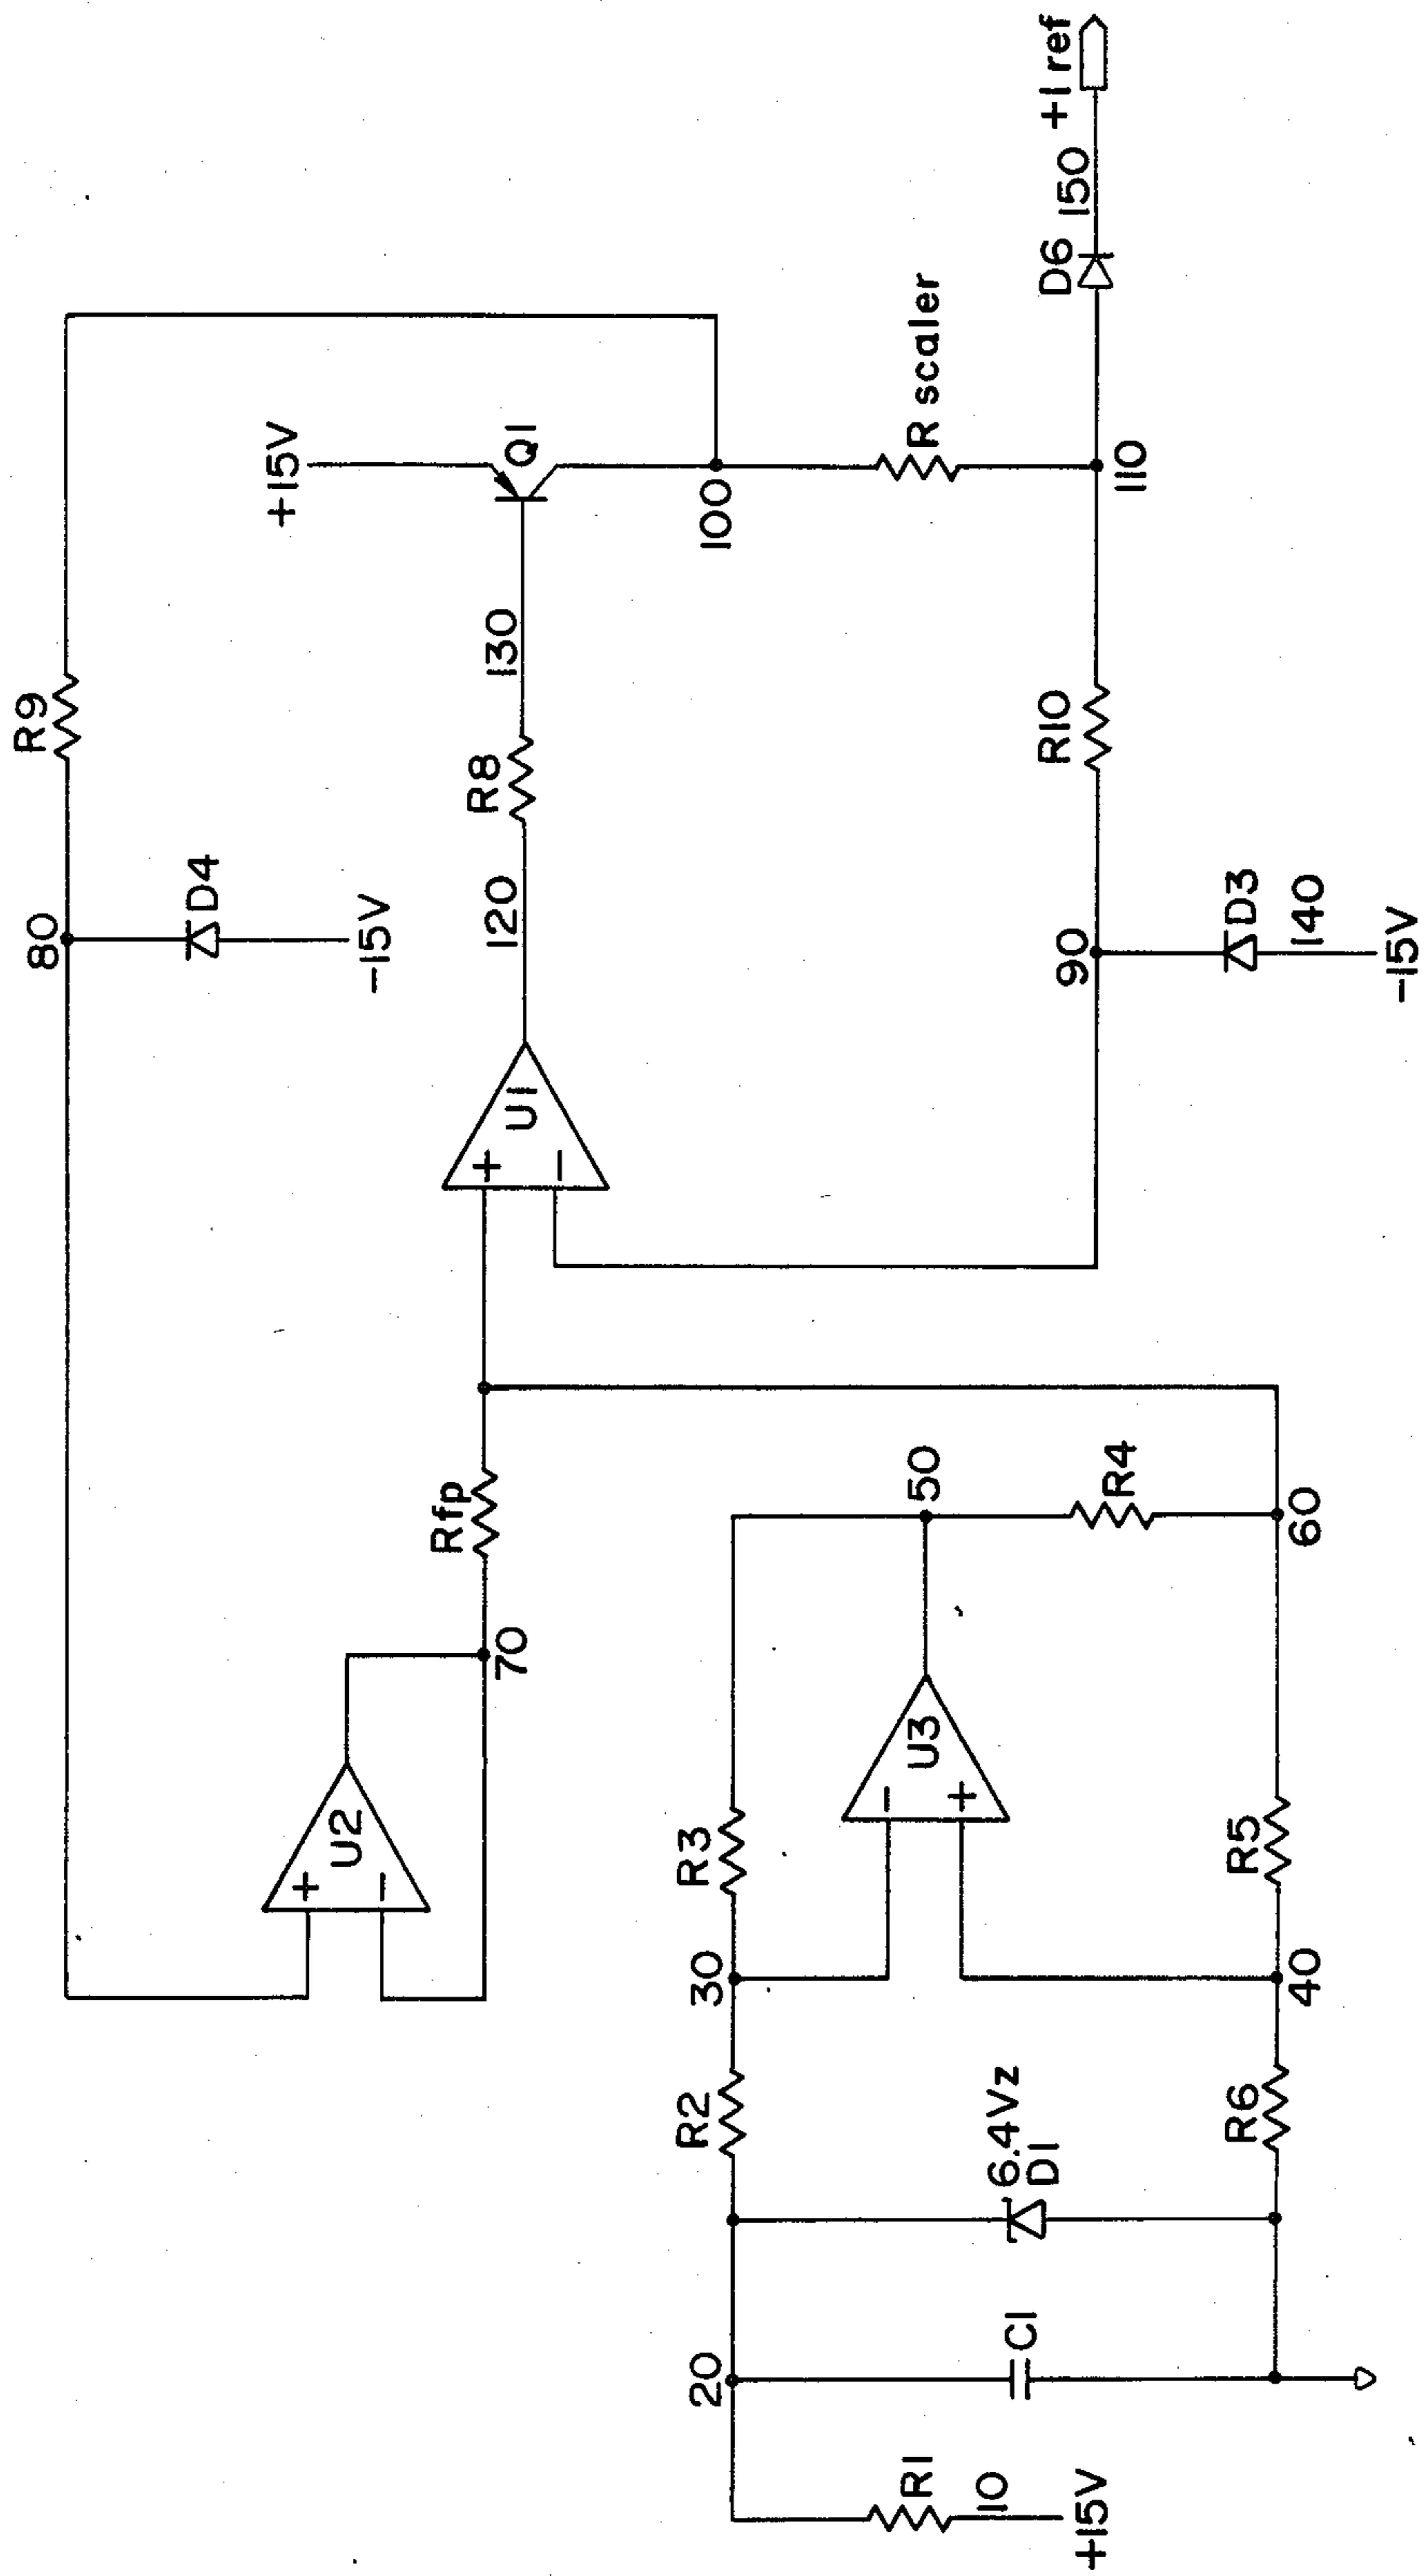 R9
80
D4
-15V
+15V
Q1
130
R8
120
U1
+
−
100
R scaler
110
D6
150
+I ref
R10
90
D3
140
-15V
Rfp
70
U2
+
−
50
R4
60
U3
−
+
R3
30
R5
40
R2
6.4Vz
D1
R6
20
C1
R1
10
+15V